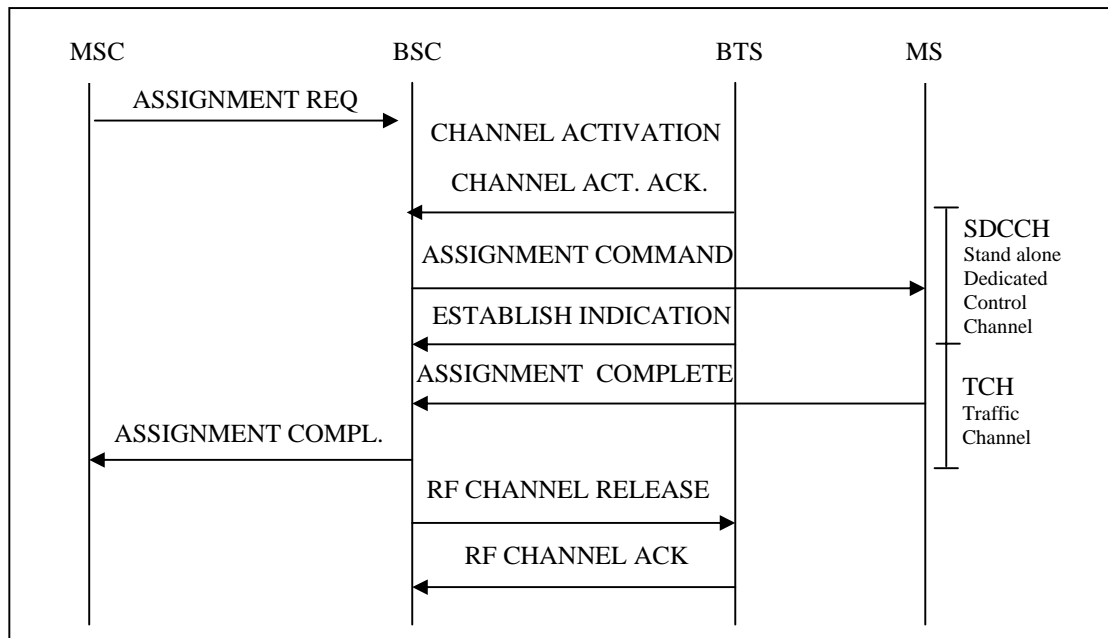 MSC BSC BTS MS
ASSIGNMENT REQ
CHANNEL ACTIVATION
CHANNEL ACT. ACK.
SDCCH
Stand alone
Dedicated
Control
Channel
ASSIGNMENT COMMAND
ESTABLISH INDICATION
ASSIGNMENT COMPLETE
TCH
Traffic
Channel
ASSIGNMENT COMPL.
RF CHANNEL RELEASE
RF CHANNEL ACK